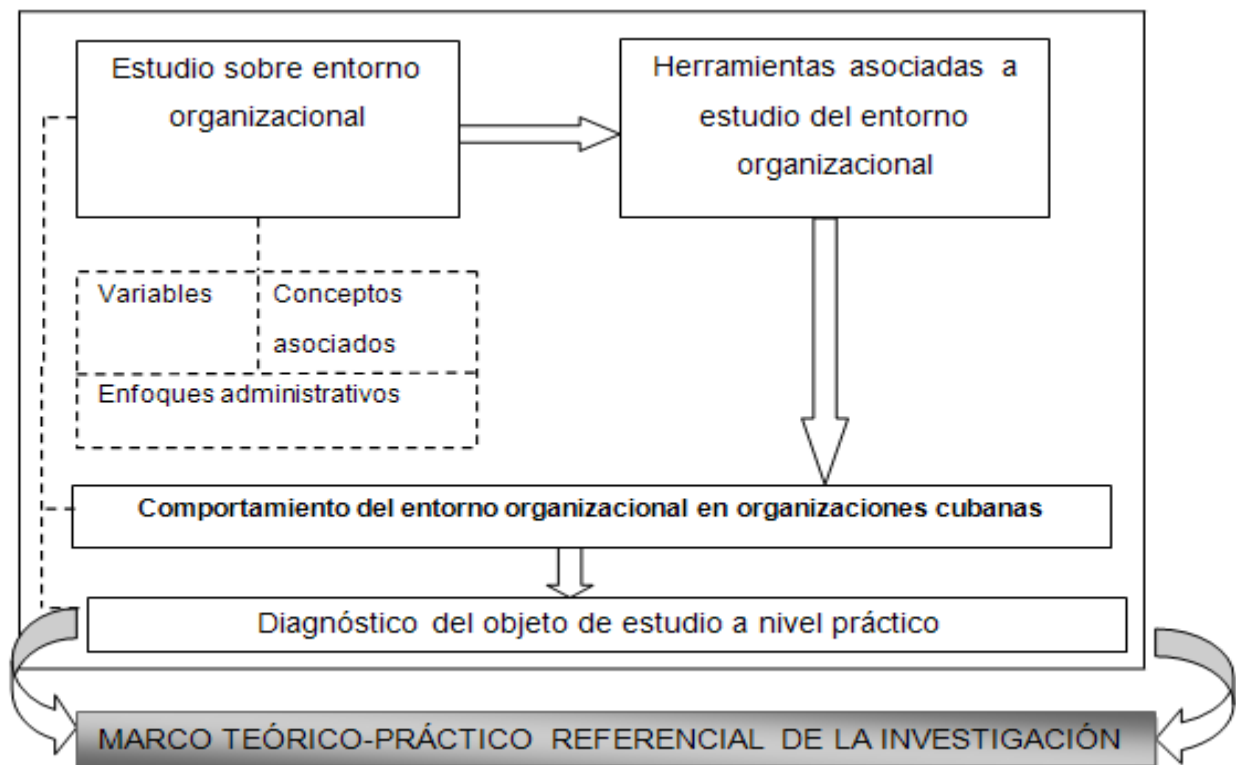 Estudio sobre entorno
organizacional
Herramientas asociadas a
estudio del entorno
organizacional
Variables
Conceptos
asociados
Enfoques administrativos
Comportamiento del entorno organizacional en organizaciones cubanas
Diagnóstico del objeto de estudio a nivel práctico
MARCO TEÓRICO-PRÁCTICO REFERENCIAL DE LA INVESTIGACIÓN